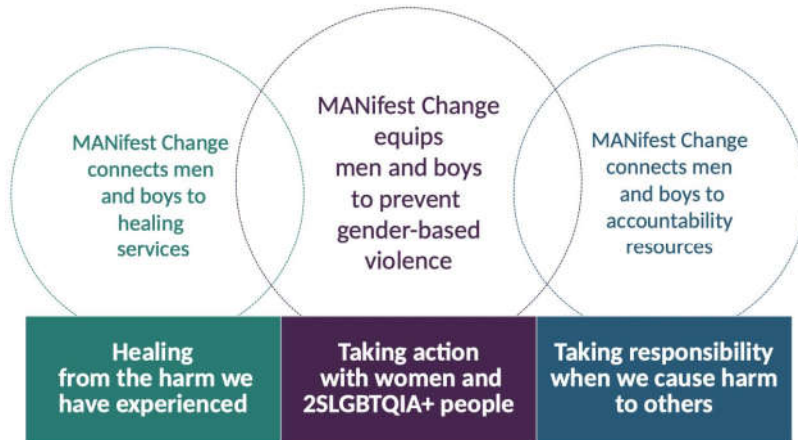 MANifest Change
connects men
and boys to
healing
services
MANifest Change
equips
men and boys
to prevent
gender-based
violence
MANifest Change
connects men
and boys to
accountability
resources
Healing
from the harm we
have experienced
Taking action
with women and
2SLGBTQIA+ people
Taking responsibility
when we cause harm
to others